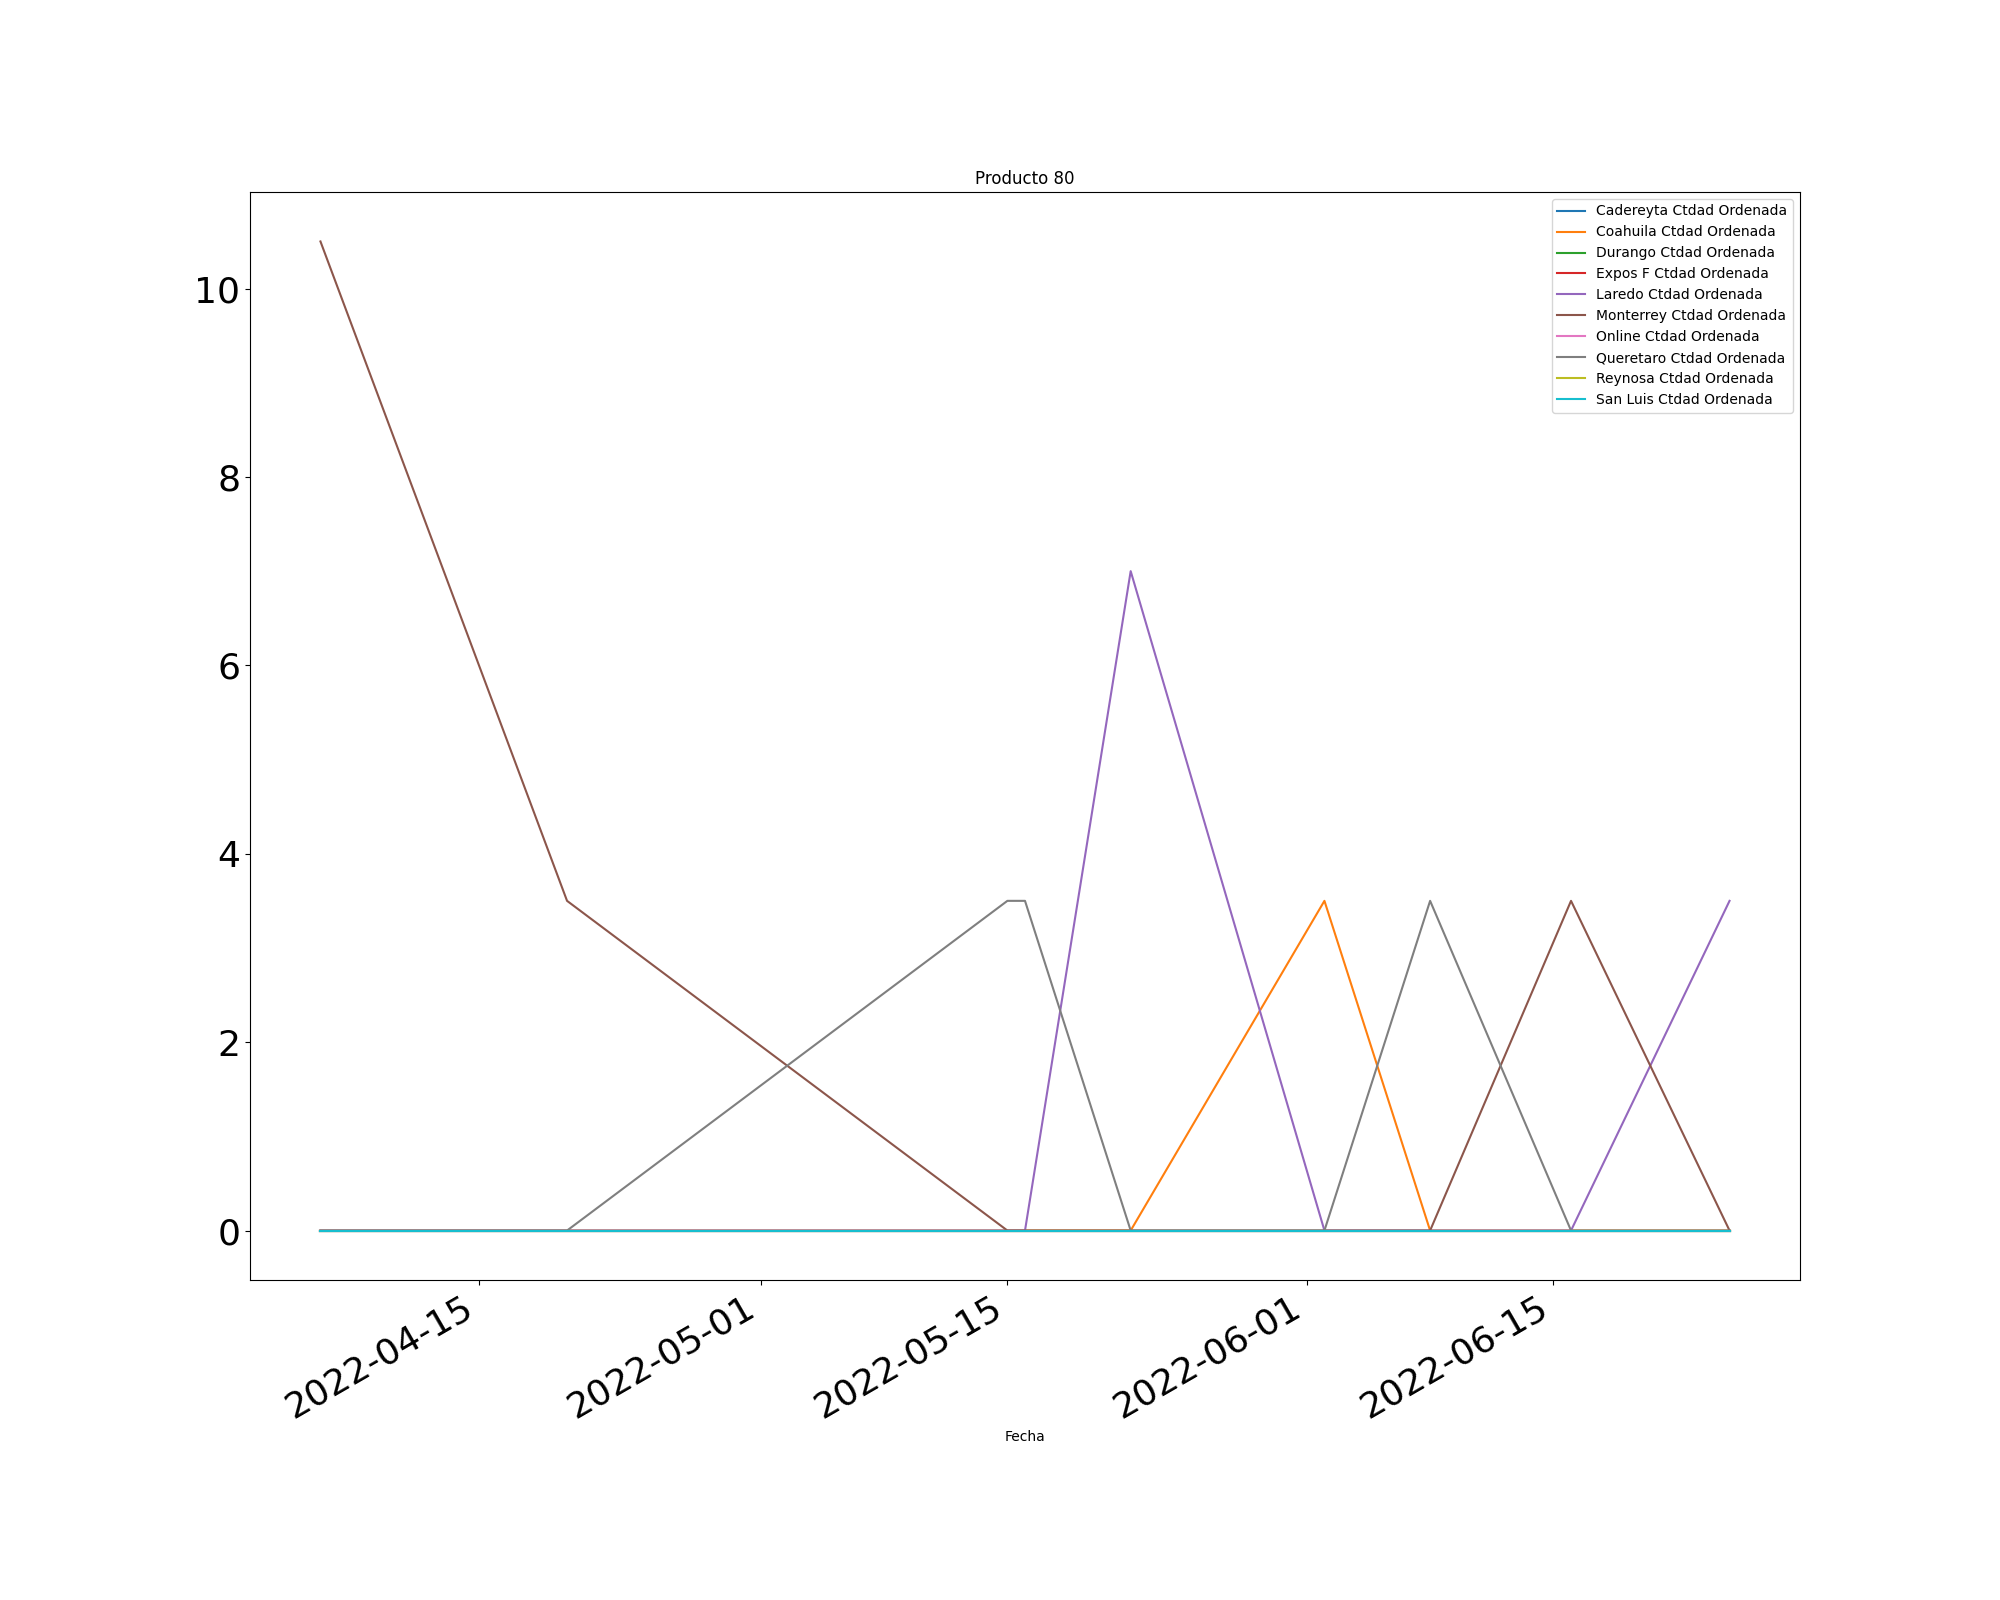 Producto 80
10
8
6
4
2
0
Cadereyta Ctdad Ordenada
Coahuila Ctdad Ordenada
Durango Ctdad Ordenada
Expos F Ctdad Ordenada
Laredo Ctdad Ordenada
Monterrey Ctdad Ordenada
Online Ctdad Ordenada
Queretaro Ctdad Ordenada
Reynosa Ctdad Ordenada
San Luis Ctdad Ordenada
2022-04-15
2022-05-01
2022-05-15
2022-06-01
2022-06-15
Fecha